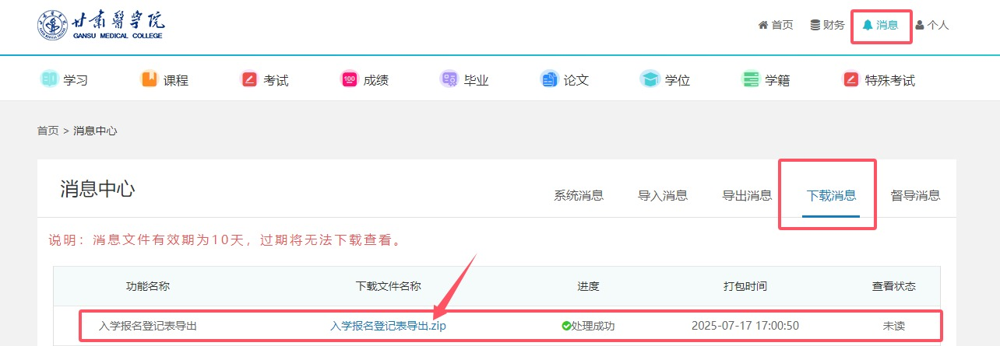 甘肃医学院
GANSU MEDICAL COLLEGE
首页 财务 消息 个人
学习 课程 考试 100 成绩 毕业 论文 学位 学籍 特殊考试
首页 > 消息中心
消息中心 系统消息 导入消息 导出消息 下载消息 督导消息
说明：消息文件有效期为10天，过期将无法下载查看。
功能名称 下载文件名称 进度 打包时间 查看状态
入学报名登记表导出 入学报名登记表导出.zip 处理成功 2025-07-17 17:00:50 未读